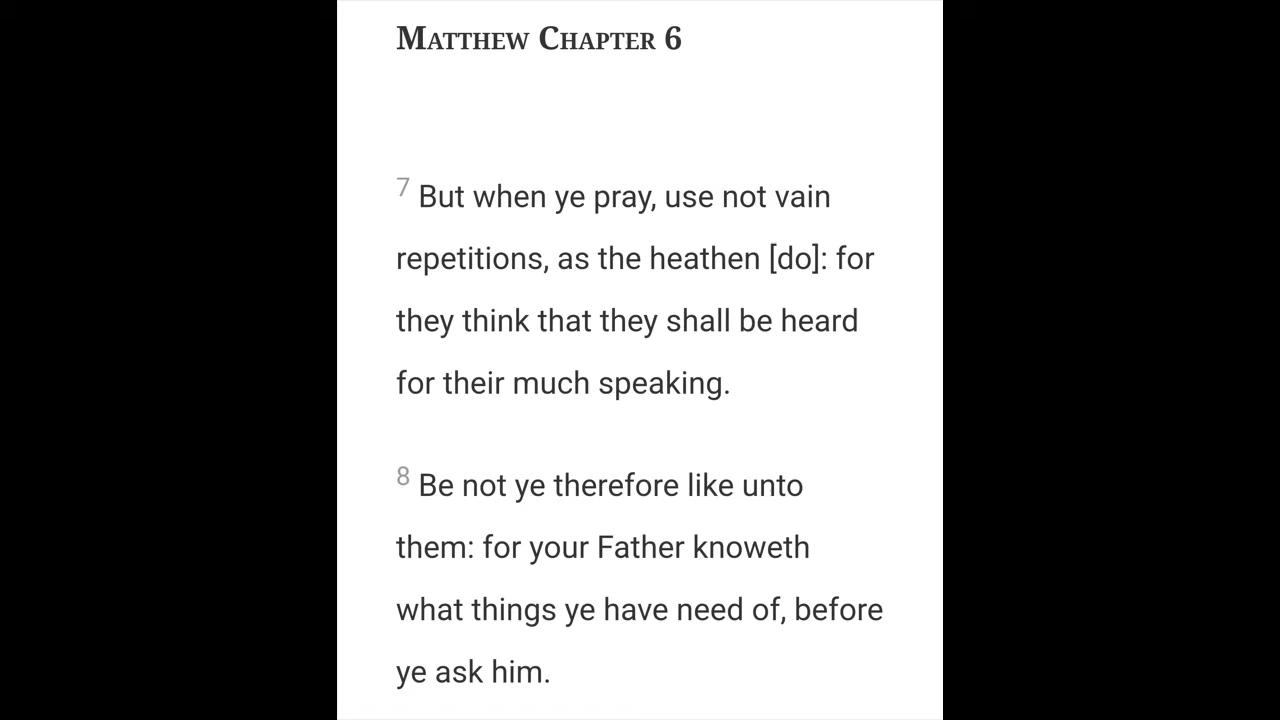 Matthew Chapter 6
7 But when ye pray, use not vain
repetitions, as the heathen [do]: for
they think that they shall be heard
for their much speaking.
8 Be not ye therefore like unto
them: for your Father knoweth
what things ye have need of, before
ye ask him.